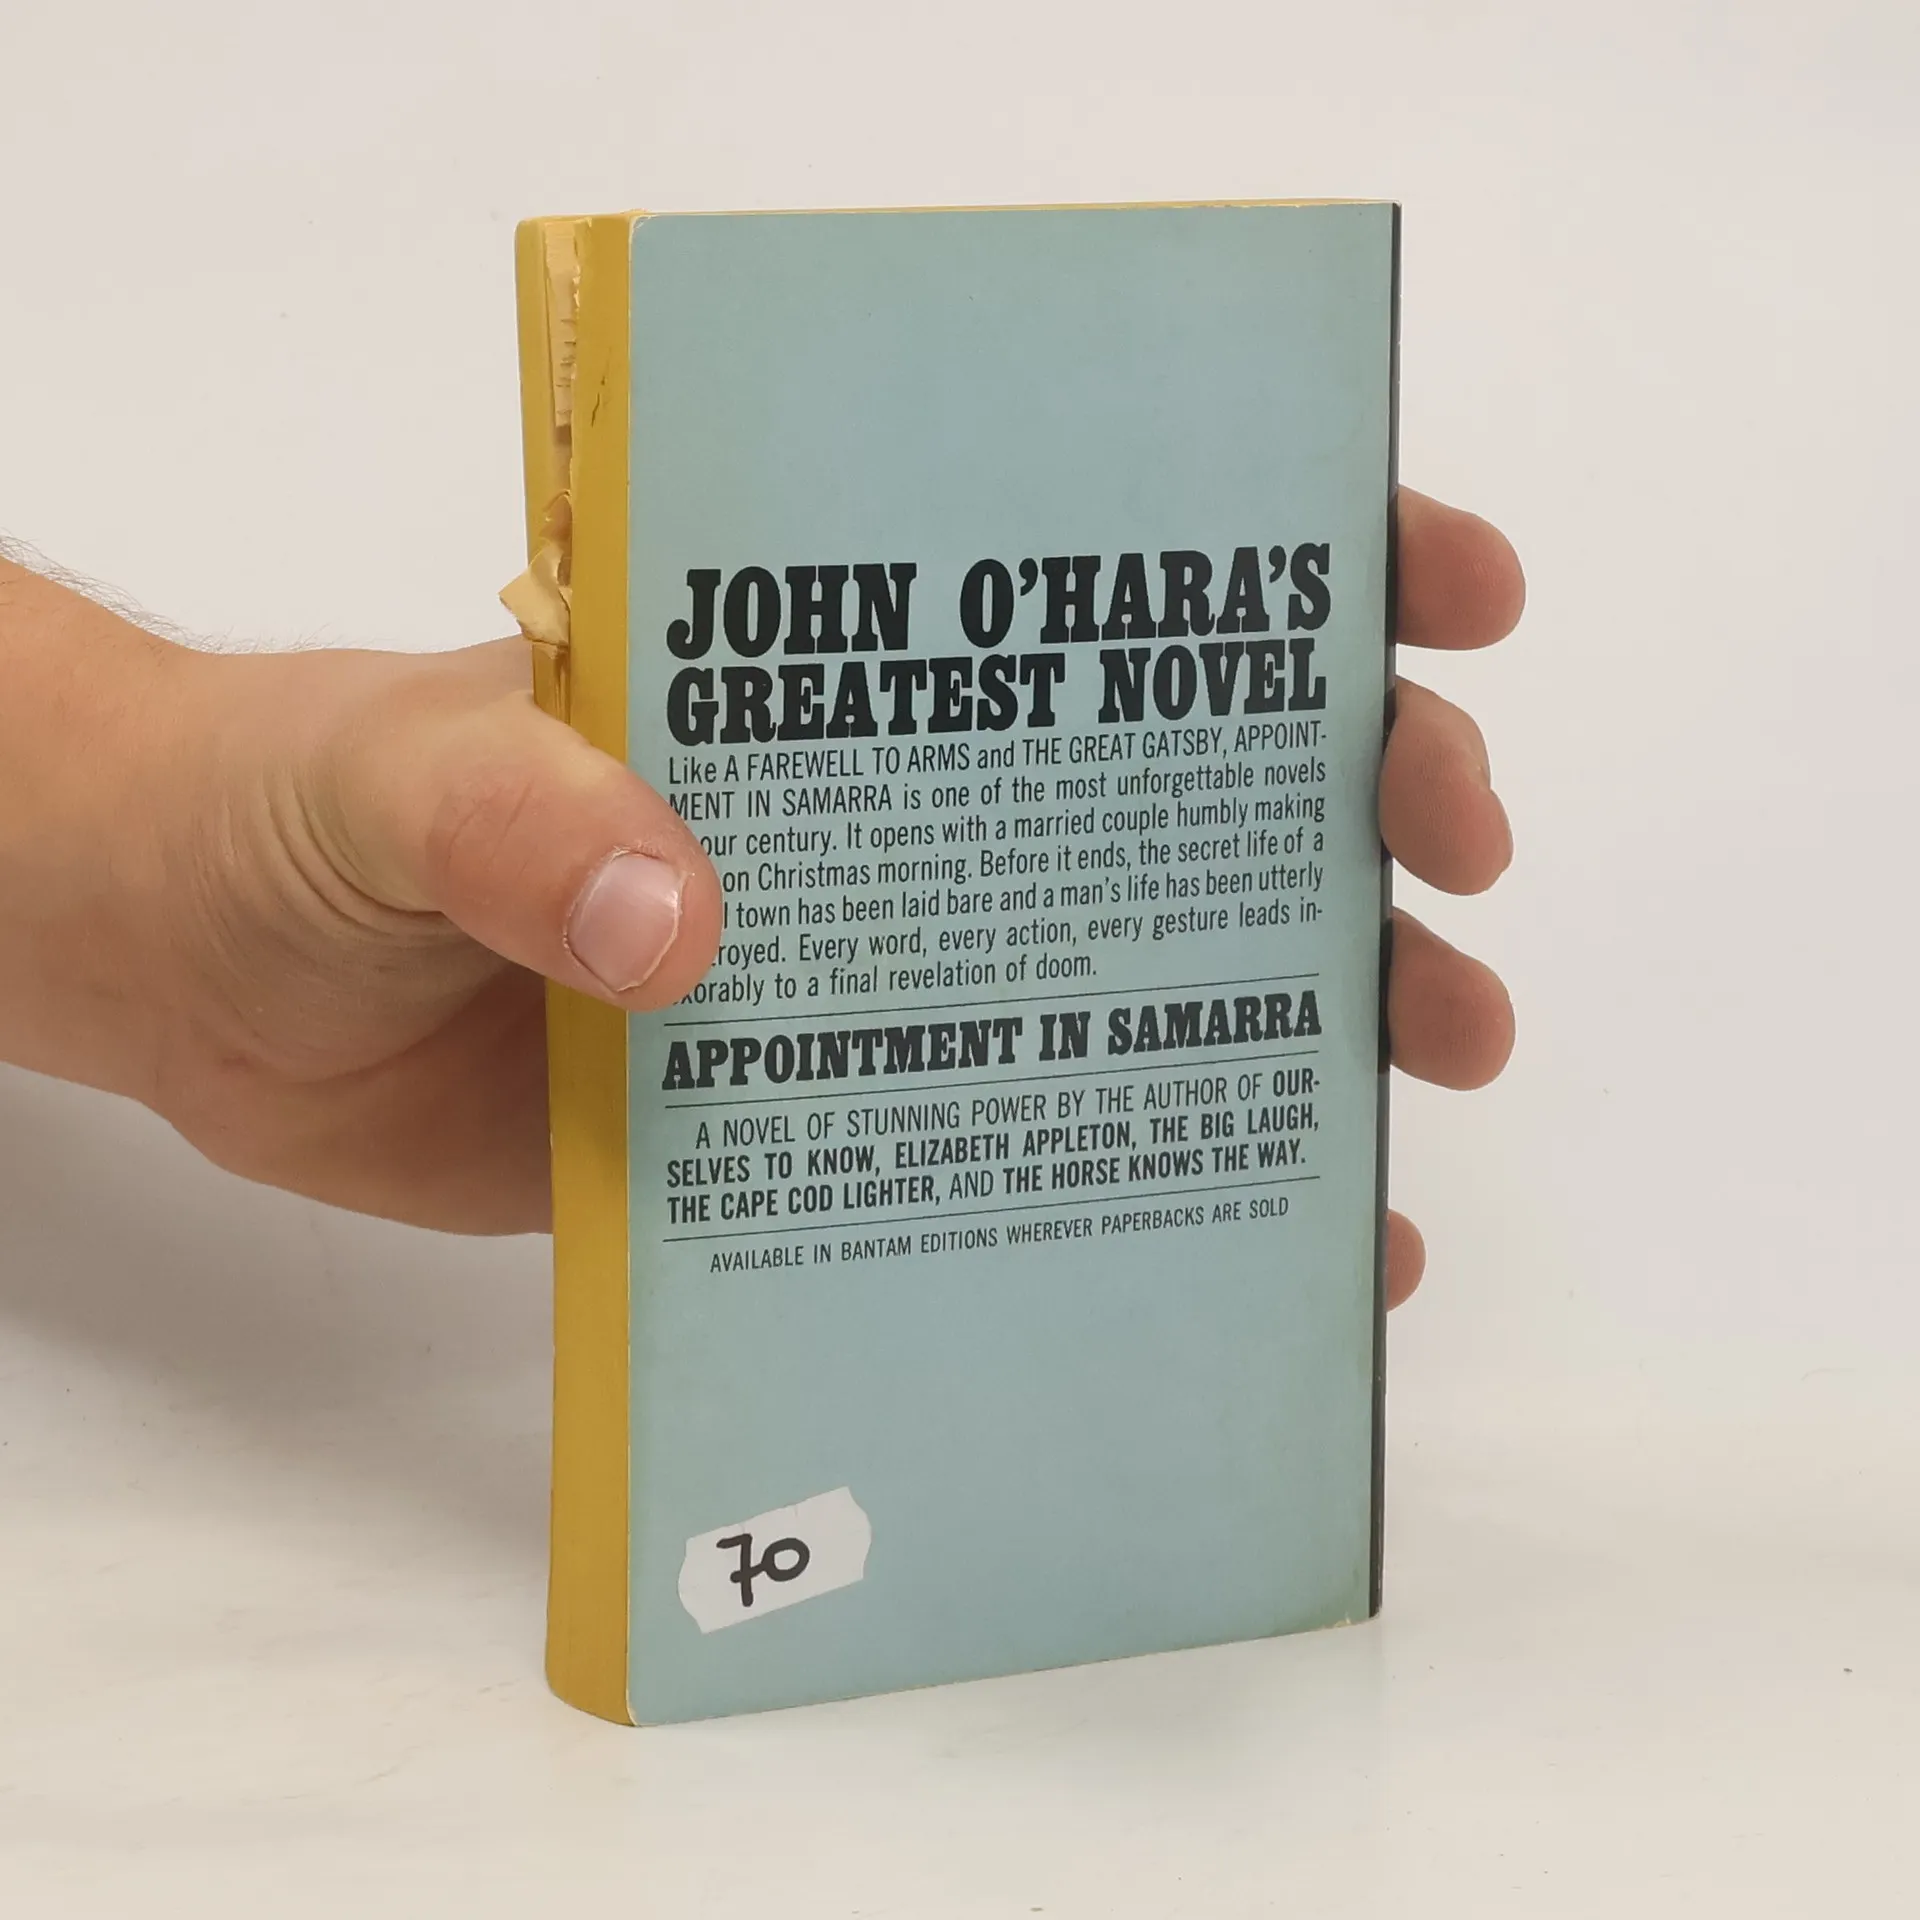 JOHN O'HARA'S
GREATEST NOVEL
Like A FAREWELL TO ARMS and THE GREAT GATSBY, APPOINT-
MENT IN SAMARRA is one of the most unforgettable novels
our century. It opens with a married couple humbly making
on Christmas morning. Before it ends, the secret life of a
town has been laid bare and a man's life has been utterly
royed. Every word, every action, every gesture leads in-
xorably to a final revelation of doom.
APPOINTMENT IN SAMARRA
A NOVEL OF STUNNING POWER BY THE AUTHOR OF OUR-
SELVES TO KNOW, ELIZABETH APPLETON, THE BIG LAUGH,
THE CAPE COD LIGHTER, AND THE HORSE KNOWS THE WAY.
AVAILABLE IN BANTAM EDITIONS WHEREVER PAPERBACKS ARE SOLD
70